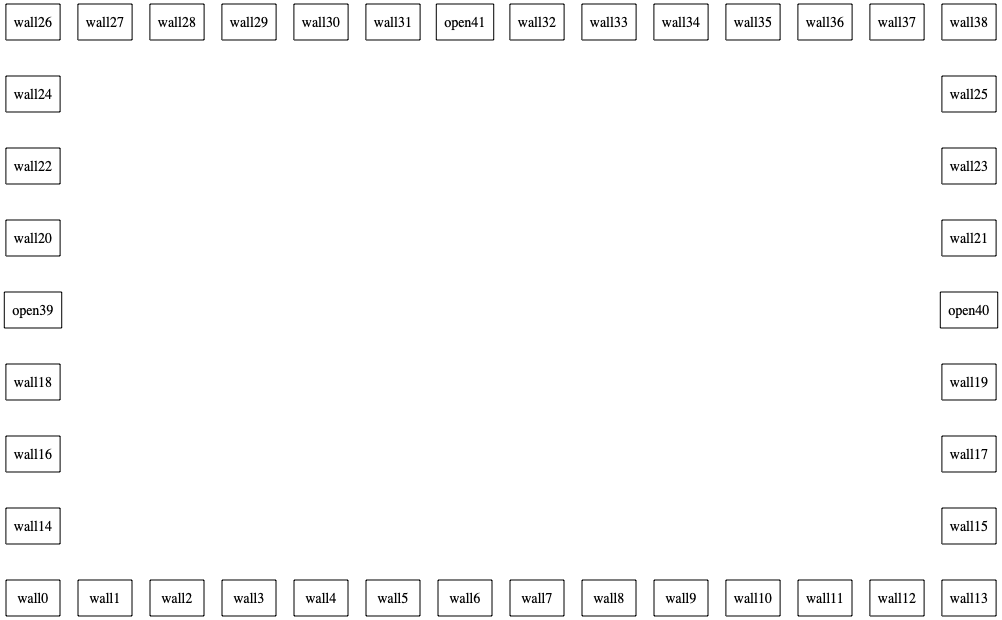 wall26 wall27 wall28 wall29 wall30 wall31 open41 wall32 wall33 wall34 wall35 wall36 wall37 wall38
wall24 wall25
wall22 wall23
wall20 wall21
open39 open40
wall18 wall19
wall16 wall17
wall14 wall15
wall0 wall1 wall2 wall3 wall4 wall5 wall6 wall7 wall8 wall9 wall10 wall11 wall12 wall13